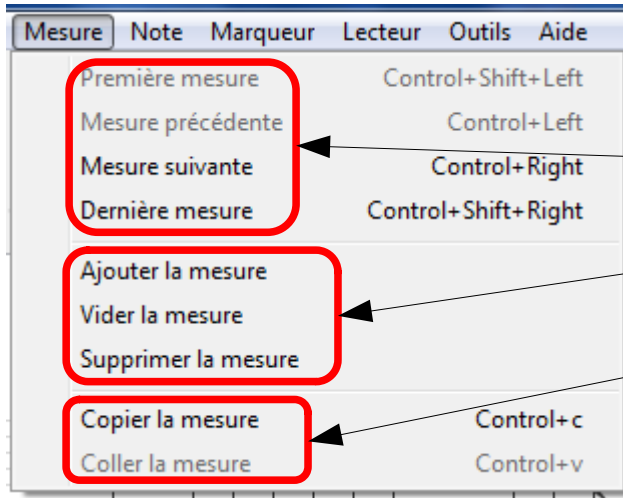 Mesure Note Marqueur Lecteur Outils Aide
Première mesure Control+Shift+Left
Mesure précédente Control+Left
Mesure suivante Control+Right
Dernière mesure Control+Shift+Right
Ajouter la mesure
Vider la mesure
Supprimer la mesure
Copier la mesure Control+c
Coller la mesure Control+v